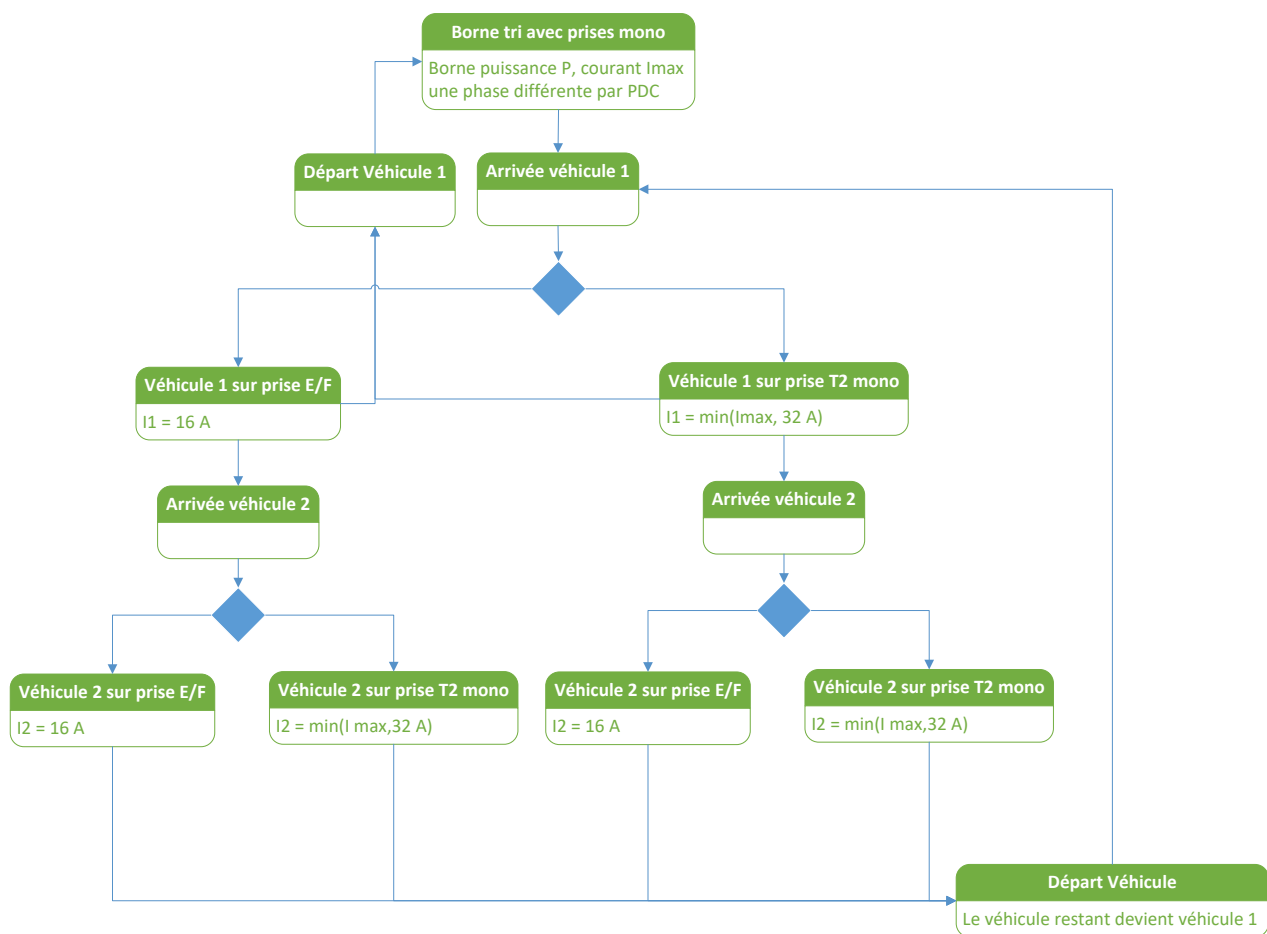 Borne tri avec prises mono
Borne puissance P, courant Imax
une phase différente par PDC
Départ Véhicule 1
Arrivée véhicule 1
Véhicule 1 sur prise E/F
I1 = 16 A
Véhicule 1 sur prise T2 mono
I1 = min(Imax, 32 A)
Arrivée véhicule 2
Arrivée véhicule 2
Véhicule 2 sur prise E/F
I2 = 16 A
Véhicule 2 sur prise T2 mono
I2 = min(I max,32 A)
Véhicule 2 sur prise E/F
I2 = 16 A
Véhicule 2 sur prise T2 mono
I2 = min(I max,32 A)
Départ Véhicule
Le véhicule restant devient véhicule 1